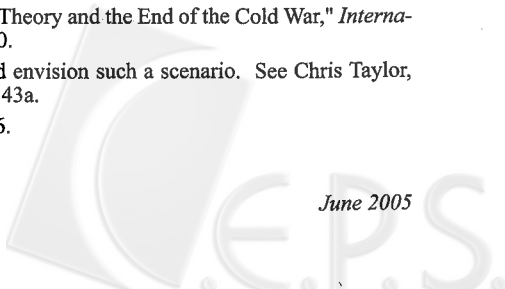 Theory and the End of the Cold War," Interna-
0.
d envision such a scenario. See Chris Taylor,
43a.
5.
June 2005
C.E.P.S.